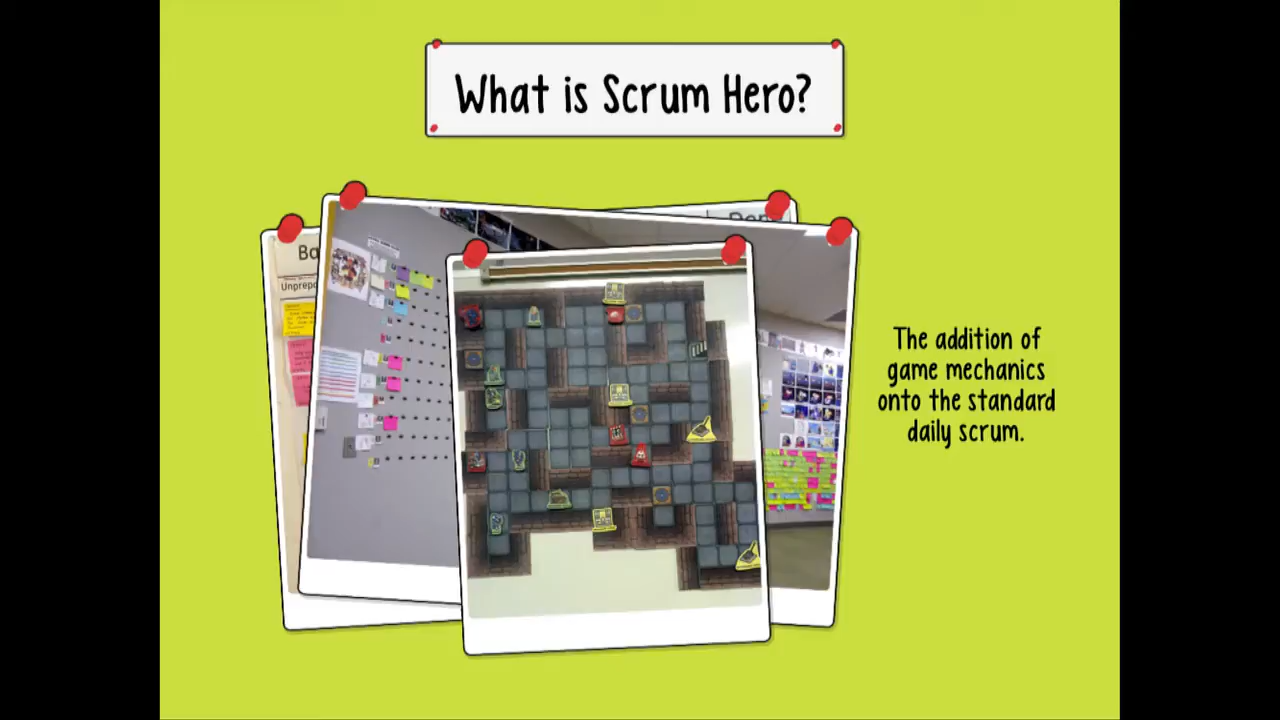 What is Scrum Hero?
The addition of
game mechanics
onto the standard
daily scrum.